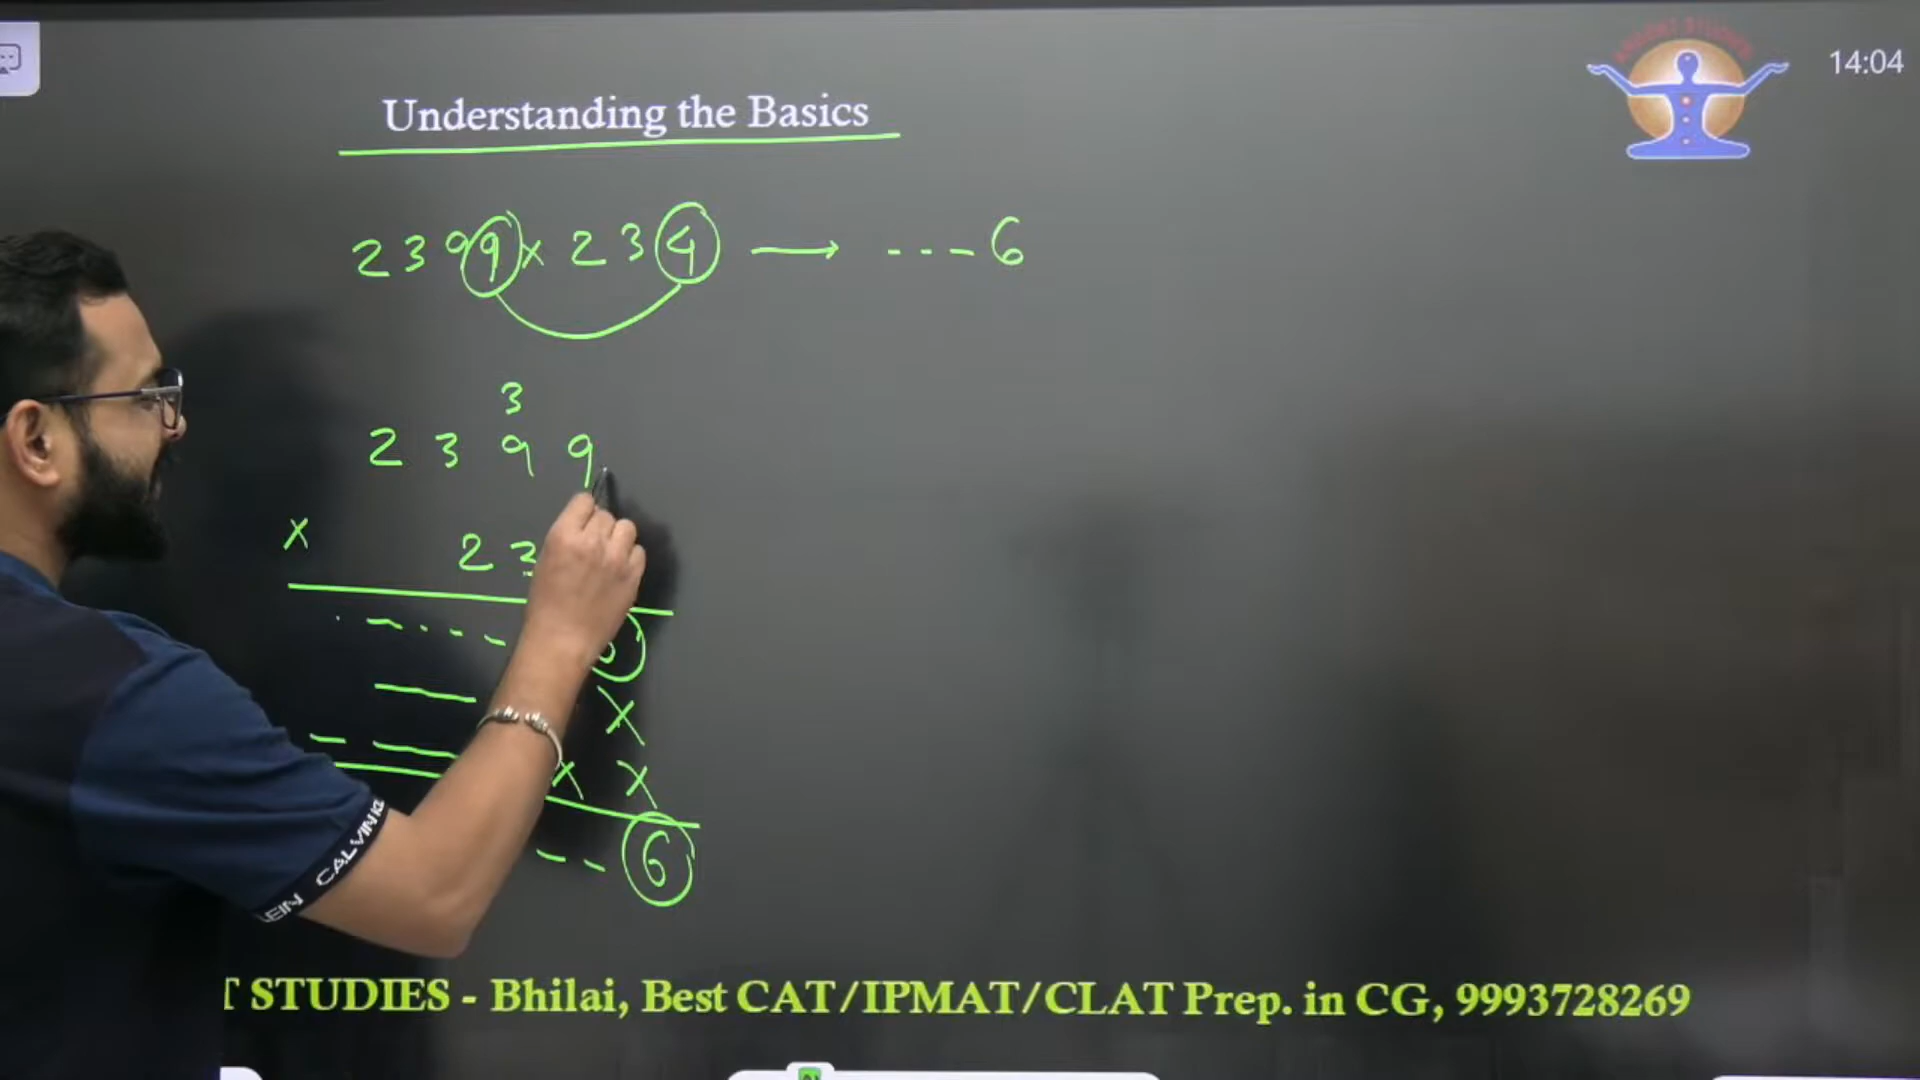 14:04
Understanding the Basics
2399 x 234 → ---6
3
2 3 9 9
x 2 3
x
x x
-- 6
T STUDIES - Bhilai, Best CAT/IPMAT/CLAT Prep. in CG, 9993728269
CALVIN K
LEIN